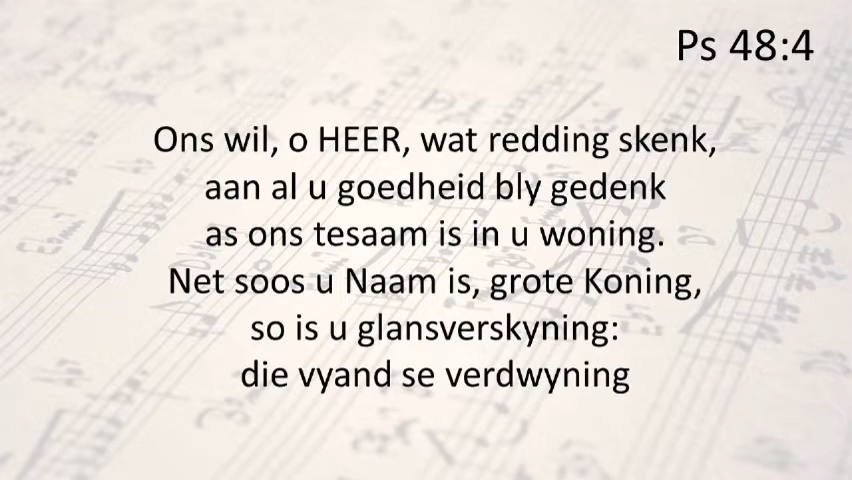 Ps 48:4
Ons wil, o HEER, wat redding skenk,
aan al u goedheid bly gedenk
as ons tesaam is in u woning.
Net soos u Naam is, grote Koning,
so is u glansverskyning:
die vyand se verdwyning